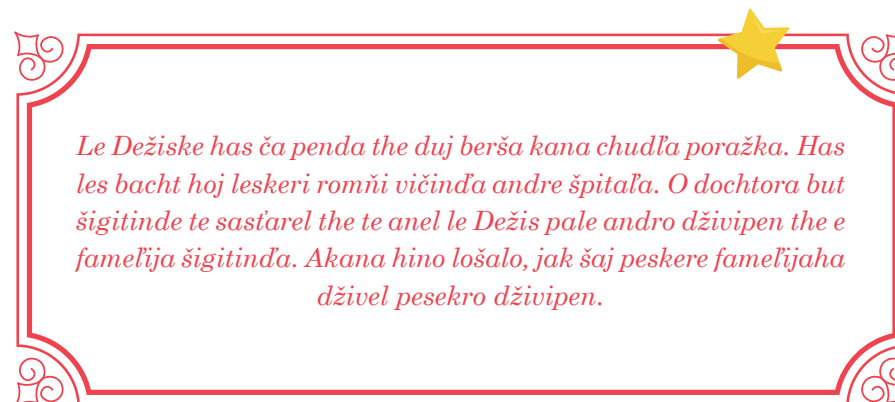 Le Dežiske has ča penda the duj berša kana chudľa poražka. Has
les bacht hoj leskeri romňi vičinďa andre špitaľa. O dochtora but
šigitinde te sasťarel the te anel le Dežis pale andro dživipen the e
fameľija šigitinďa. Akana hino lošalo, jak šaj peskere fameľijaha
dživel pesekro dživipen.